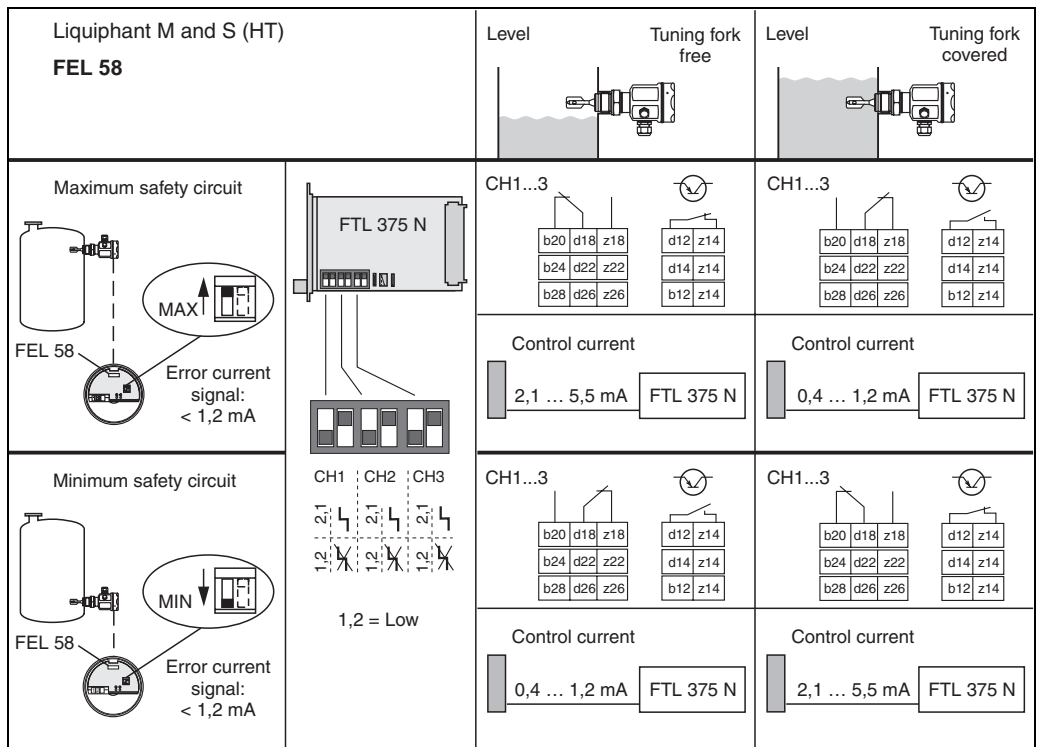 Liquiphant M and S (HT)
FEL 58
Level
Tuning fork
free
Level
Tuning fork
covered
Maximum safety circuit
MAX
FEL 58
Error current
signal:
< 1,2 mA
FTL 375 N
CH1 CH2 CH3
2,1 2,1 2,1
1,2 1,2 1,2
1,2 = Low
CH1...3
b20 d18 z18 d12 z14
b24 d22 z22 d14 z14
b28 d26 z26 b12 z14
Control current
2,1 ... 5,5 mA FTL 375 N
CH1...3
b20 d18 z18 d12 z14
b24 d22 z22 d14 z14
b28 d26 z26 b12 z14
Control current
0,4 ... 1,2 mA FTL 375 N
Minimum safety circuit
MIN
FEL 58
Error current
signal:
< 1,2 mA
CH1...3
b20 d18 z18 d12 z14
b24 d22 z22 d14 z14
b28 d26 z26 b12 z14
Control current
0,4 ... 1,2 mA FTL 375 N
CH1...3
b20 d18 z18 d12 z14
b24 d22 z22 d14 z14
b28 d26 z26 b12 z14
Control current
2,1 ... 5,5 mA FTL 375 N